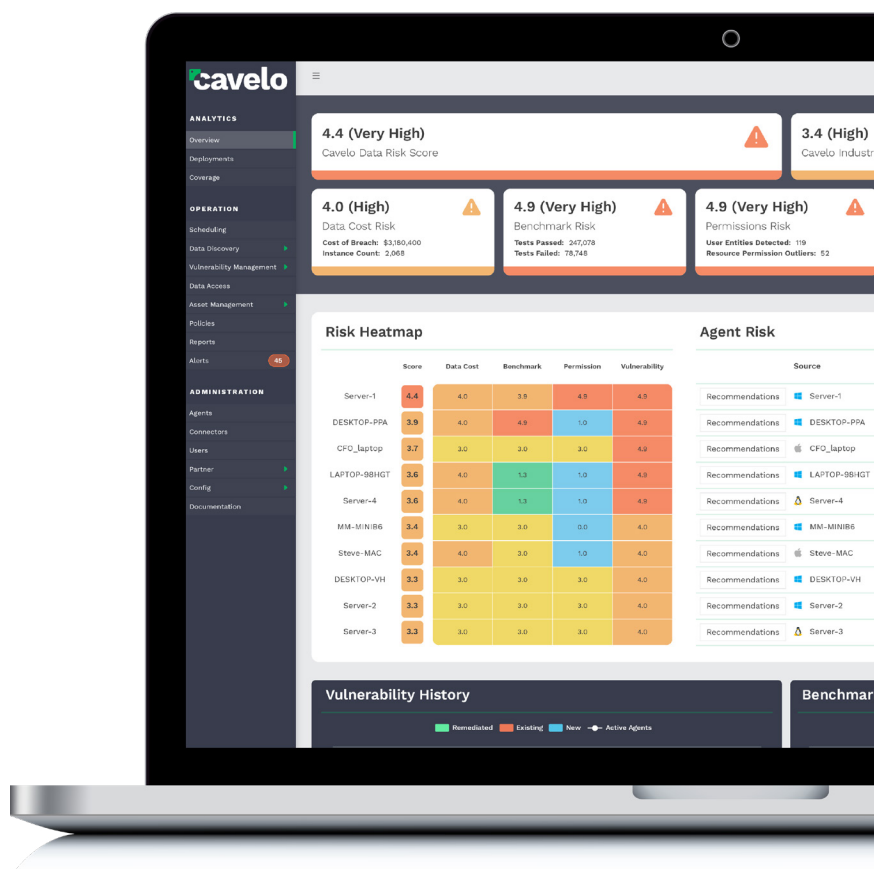 cavelo
ANALYTICS
Overview
Deployments
Coverage
OPERATION
Scheduling
Data Discovery
Vulnerability Management
Data Access
Asset Management
Policies
Reports
Alerts 45
ADMINISTRATION
Agents
Connectors
Users
Partner
Config
Documentation
4.4 (Very High)
Cavelo Data Risk Score
3.4 (High)
Cavelo Industr
4.0 (High)
Data Cost Risk
Cost of Breach: $3,180,400
Instance Count: 2,068
4.9 (Very High)
Benchmark Risk
Tests Passed: 247,078
Tests Failed: 78,748
4.9 (Very High)
Permissions Risk
User Entities Detected: 119
Resource Permission Outliers: 52
Risk Heatmap
Score Data Cost Benchmark Permission Vulnerability
Server-1 4.4 4.0 3.9 4.9 4.9
DESKTOP-PPA 3.9 4.0 4.9 1.0 4.9
CFO_laptop 3.7 3.0 3.0 3.0 4.9
LAPTOP-98HGT 3.6 4.0 1.3 1.0 4.9
Server-4 3.6 4.0 1.3 1.0 4.9
MM-MINIB6 3.4 3.0 3.0 0.0 4.0
Steve-MAC 3.4 4.0 3.0 1.0 4.0
DESKTOP-VH 3.3 3.0 3.0 3.0 4.0
Server-2 3.3 3.0 3.0 3.0 4.0
Server-3 3.3 3.0 3.0 3.0 4.0
Agent Risk
Source
Recommendations Server-1
Recommendations DESKTOP-PPA
Recommendations CFO_laptop
Recommendations LAPTOP-98HGT
Recommendations Server-4
Recommendations MM-MINIB6
Recommendations Steve-MAC
Recommendations DESKTOP-VH
Recommendations Server-2
Recommendations Server-3
Vulnerability History
Remediated Existing New Active Agents
Benchmar